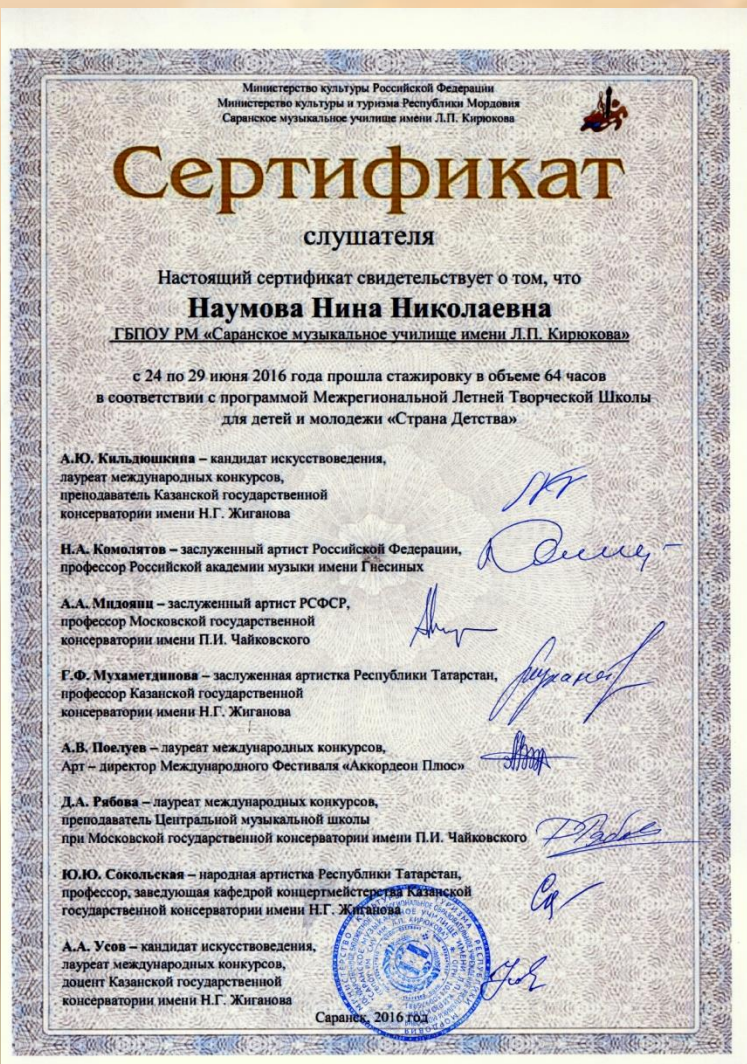 Министерство культуры Российской Федерации
Министерство культуры и туризма Республики Мордовия
Саранское музыкальное училище имени Л.П. Кирюкова
Сертификат
слушателя
Настоящий сертификат свидетельствует о том, что
Наумова Нина Николаевна
ГБПОУ РМ «Саранское музыкальное училище имени Л.П. Кирюкова»
с 24 по 29 июня 2016 года прошла стажировку в объеме 64 часов
в соответствии с программой Межрегиональной Летней Творческой Школы
для детей и молодежи «Страна Детства»
А.Ю. Кильдюшкина – кандидат искусствоведения,
лауреат международных конкурсов,
преподаватель Казанской государственной
консерватории имени Н.Г. Жиганова
Н.А. Комолятов – заслуженный артист Российской Федерации,
профессор Российской академии музыки имени Гнесиных
А.А. Мндоянц – заслуженный артист РСФСР,
профессор Московской государственной
консерватории имени П.И. Чайковского
Г.Ф. Мухаметдинова – заслуженная артистка Республики Татарстан,
профессор Казанской государственной
консерватории имени Н.Г. Жиганова
А.В. Поелуев – лауреат международных конкурсов,
Арт – директор Международного Фестиваля «Аккордеон Плюс»
Д.А. Рябова – лауреат международных конкурсов,
преподаватель Центральной музыкальной школы
при Московской государственной консерватории имени П.И. Чайковского
Ю.Ю. Сокольская – народная артистка Республики Татарстан,
профессор, заведующая кафедрой концертмейстерства Казанской
государственной консерватории имени Н.Г. Жиганова
А.А. Усов – кандидат искусствоведения,
лауреат международных конкурсов,
доцент Казанской государственной
консерватории имени Н.Г. Жиганова
Саранск, 2016 год